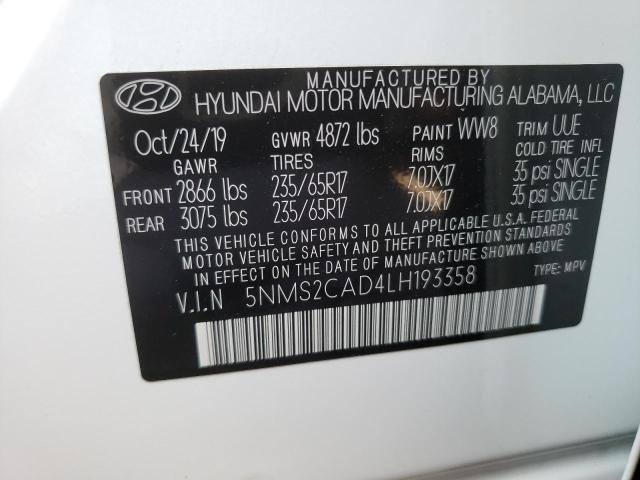 MANUFACTURED BY
HYUNDAI MOTOR MANUFACTURING ALABAMA, LLC
Oct/24/19 GVWR 4872 lbs PAINT WW8 TRIM UUE
GAWR TIRES RIMS COLD TIRE INFL
FRONT 2866 lbs 235/65R17 7.0JX17 35 psi SINGLE
REAR 3075 lbs 235/65R17 7.0JX17 35 psi SINGLE
THIS VEHICLE CONFORMS TO ALL APPLICABLE U.S.A. FEDERAL
MOTOR VEHICLE SAFETY AND THEFT PREVENTION STANDARDS
IN EFFECT ON THE DATE OF MANUFACTURE SHOWN ABOVE.
V.I.N 5NMS2CAD4LH193358 TYPE: MPV